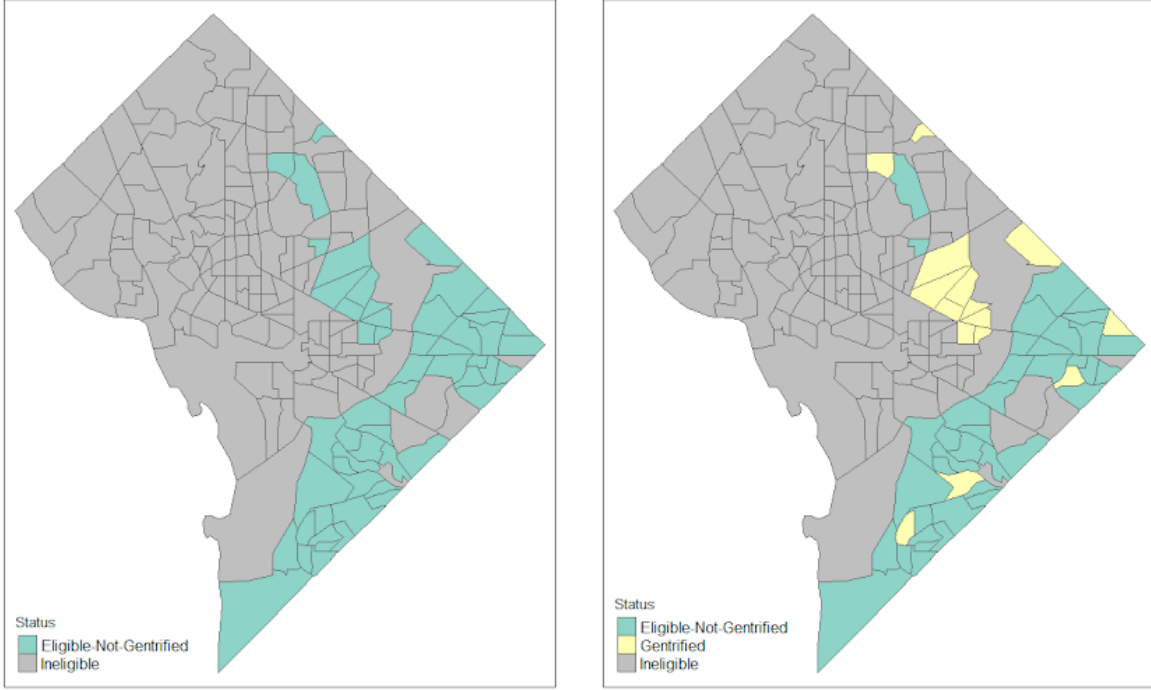 Status
Eligible-Not-Gentrified
Ineligible
Status
Eligible-Not-Gentrified
Gentrified
Ineligible